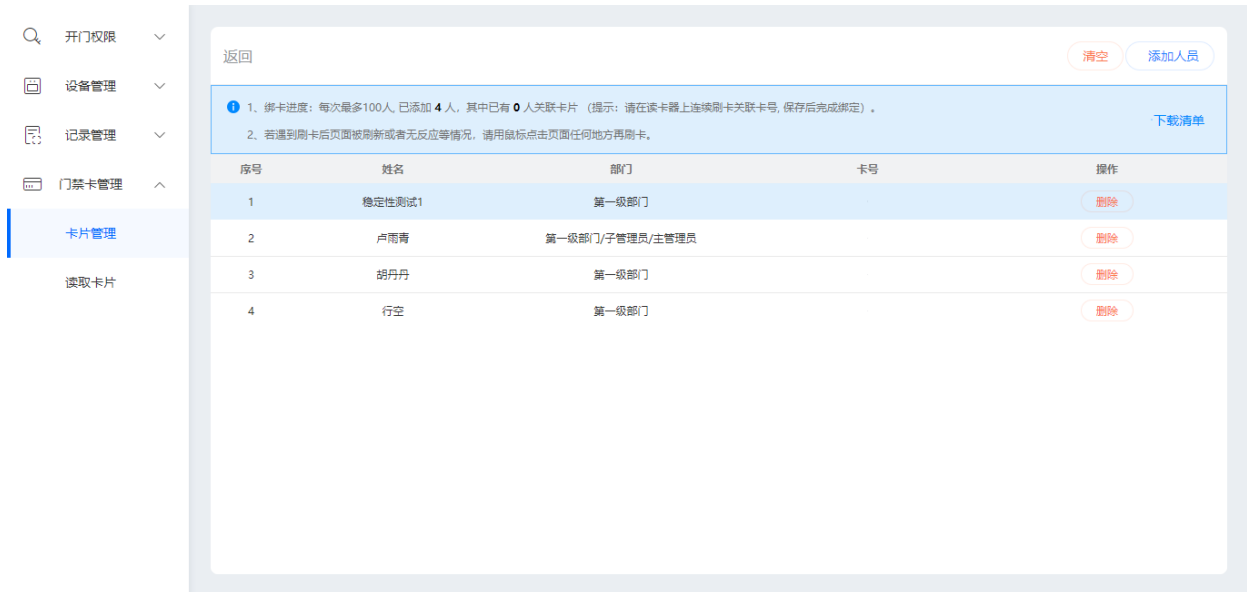 开门权限
设备管理
记录管理
门禁卡管理
卡片管理
读取卡片
返回
清空
添加人员
1、绑卡进度：每次最多100人, 已添加 4 人，其中已有 0 人关联卡片 （提示：请在读卡器上连续刷卡关联卡号, 保存后完成绑定）。
2、若遇到刷卡后页面被刷新或者无反应等情况，请用鼠标点击页面任何地方再刷卡。
下载清单
序号 姓名 部门 卡号 操作
1 稳定性测试1 第一级部门 删除
2 卢雨青 第一级部门/子管理员/主管理员 删除
3 胡丹丹 第一级部门 删除
4 行空 第一级部门 删除